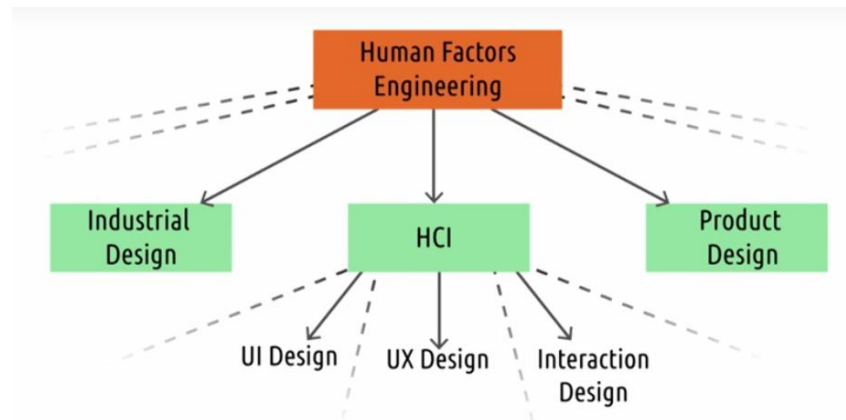 Human Factors
Engineering
Industrial
Design
HCI
Product
Design
UI Design
UX Design
Interaction
Design